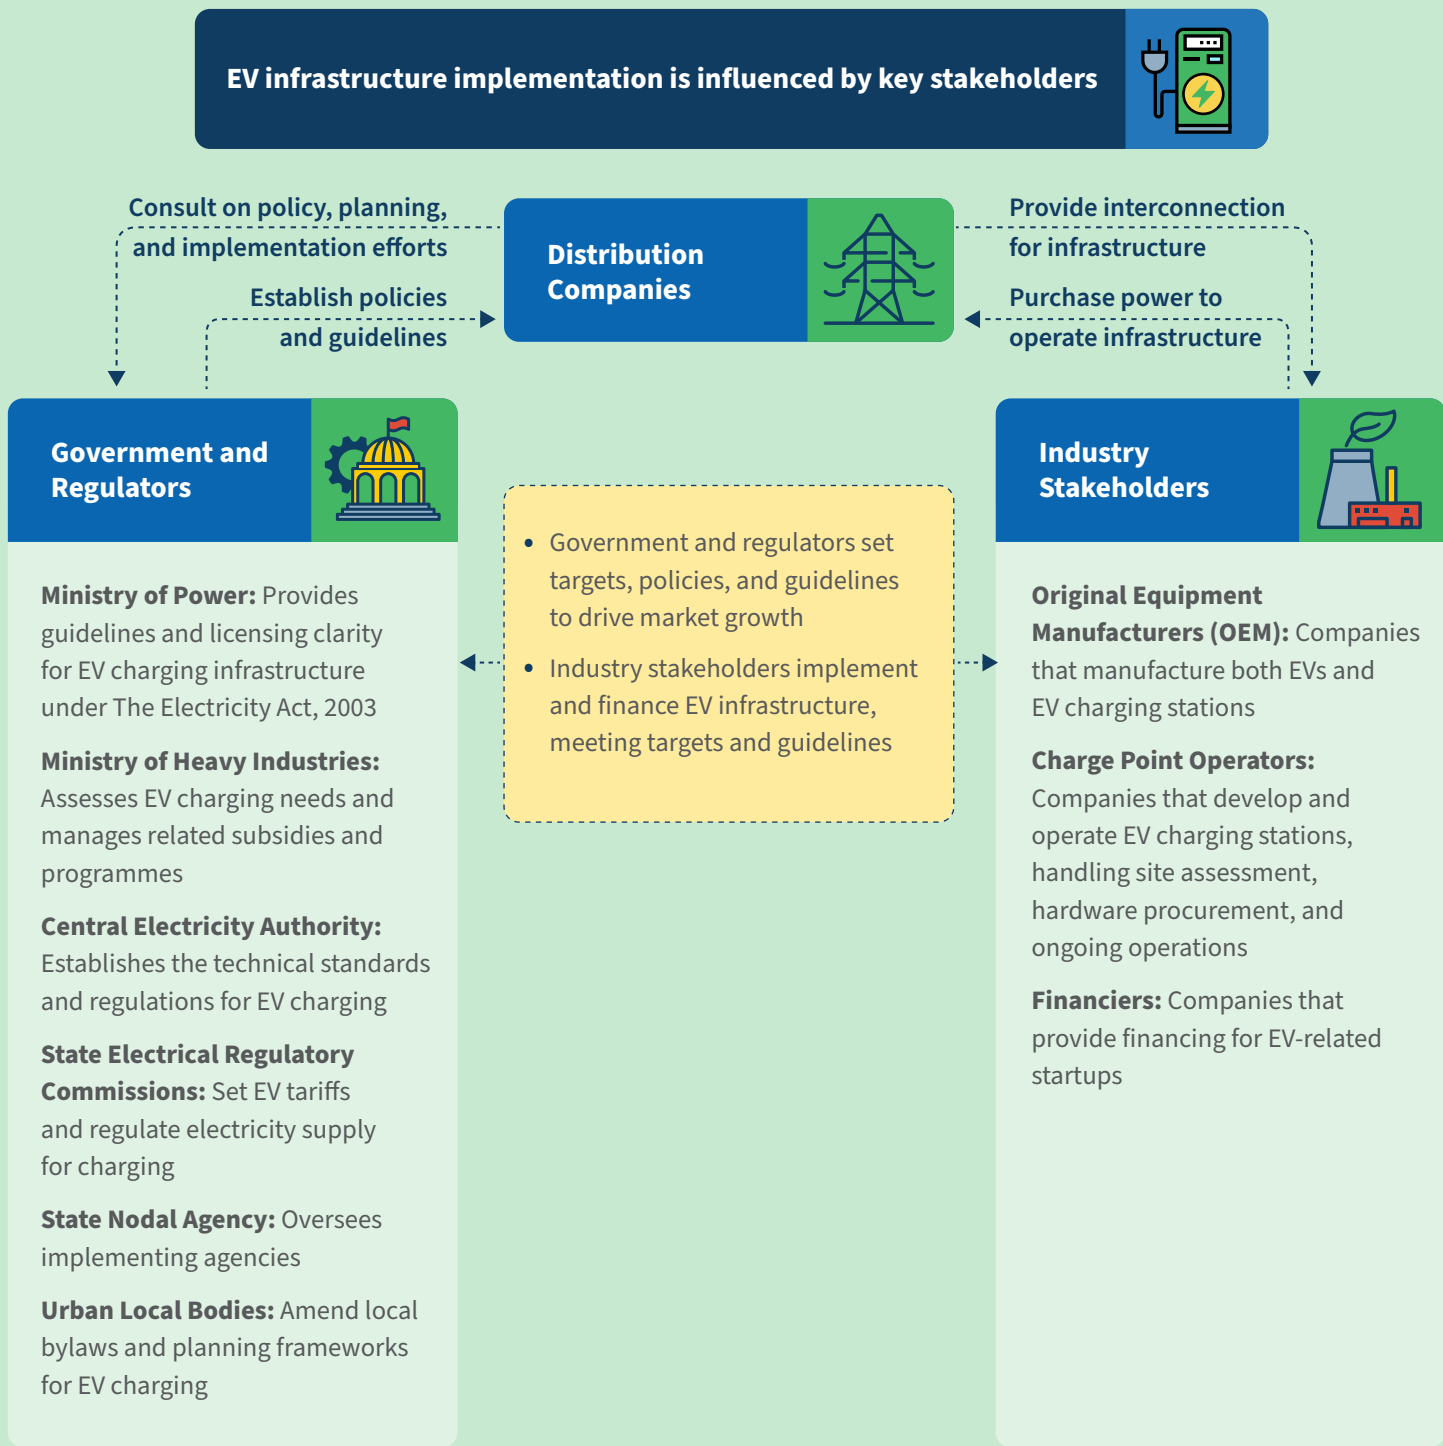 EV infrastructure implementation is influenced by key stakeholders
Consult on policy, planning,
and implementation efforts
Establish policies
and guidelines
Distribution
Companies
Provide interconnection
for infrastructure
Purchase power to
operate infrastructure
Government and
Regulators
Ministry of Power: Provides
guidelines and licensing clarity
for EV charging infrastructure
under The Electricity Act, 2003
Ministry of Heavy Industries:
Assesses EV charging needs and
manages related subsidies and
programmes
Central Electricity Authority:
Establishes the technical standards
and regulations for EV charging
State Electrical Regulatory
Commissions: Set EV tariffs
and regulate electricity supply
for charging
State Nodal Agency: Oversees
implementing agencies
Urban Local Bodies: Amend local
bylaws and planning frameworks
for EV charging
• Government and regulators set
targets, policies, and guidelines
to drive market growth
• Industry stakeholders implement
and finance EV infrastructure,
meeting targets and guidelines
Industry
Stakeholders
Original Equipment
Manufacturers (OEM): Companies
that manufacture both EVs and
EV charging stations
Charge Point Operators:
Companies that develop and
operate EV charging stations,
handling site assessment,
hardware procurement, and
ongoing operations
Financiers: Companies that
provide financing for EV-related
startups